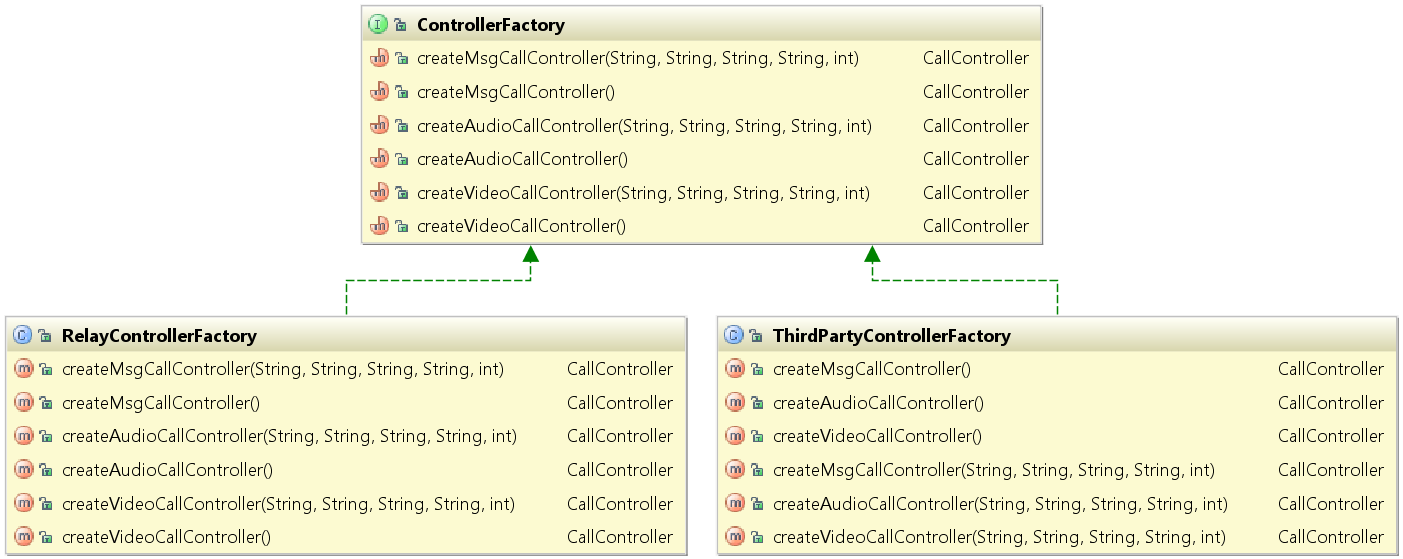 I ControllerFactory
m createMsgCallController(String, String, String, String, int) CallController
m createMsgCallController() CallController
m createAudioCallController(String, String, String, String, int) CallController
m createAudioCallController() CallController
m createVideoCallController(String, String, String, String, int) CallController
m createVideoCallController() CallController
C RelayControllerFactory
m createMsgCallController(String, String, String, String, int) CallController
m createMsgCallController() CallController
m createAudioCallController(String, String, String, String, int) CallController
m createAudioCallController() CallController
m createVideoCallController(String, String, String, String, int) CallController
m createVideoCallController() CallController
C ThirdPartyControllerFactory
m createMsgCallController() CallController
m createAudioCallController() CallController
m createVideoCallController() CallController
m createMsgCallController(String, String, String, String, int) CallController
m createAudioCallController(String, String, String, String, int) CallController
m createVideoCallController(String, String, String, String, int) CallController